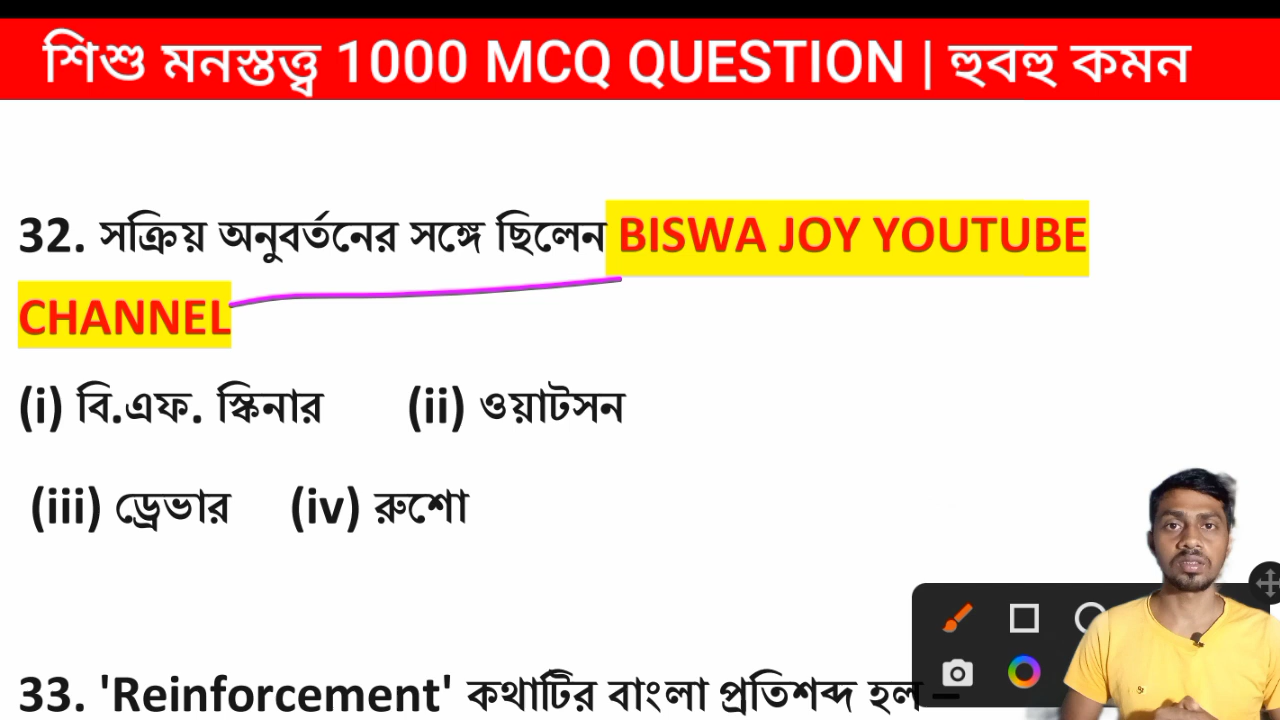 শিশু মনস্তত্ত্ব 1000 MCQ QUESTION | হুবহু কমন
32. সক্রিয় অনুবর্তনের সঙ্গে ছিলেন BISWA JOY YOUTUBE
CHANNEL
(i) বি.এফ. স্কিনার (ii) ওয়াটসন
(iii) ড্রেভার (iv) রুশো
33. 'Reinforcement' কথাটির বাংলা প্রতিশব্দ হল –